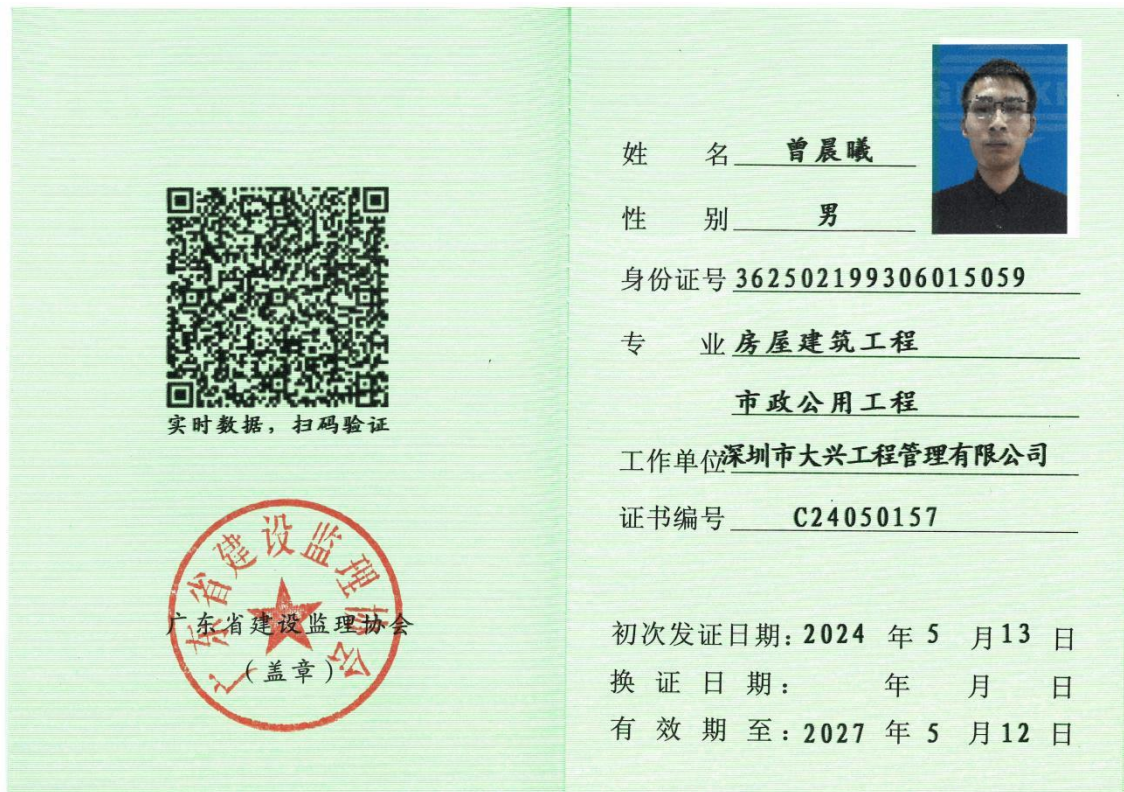 实时数据，扫码验证
广东省建设监理协会
广东省建设监理协会
（盖章）
姓 名 曾晨曦
性 别 男
身份证号 362502199306015059
专 业 房屋建筑工程
市政公用工程
工作单位 深圳市大兴工程管理有限公司
证书编号 C24050157
初次发证日期：2024 年 5 月 13 日
换 证 日 期： 年 月 日
有 效 期 至：2027 年 5 月 12 日